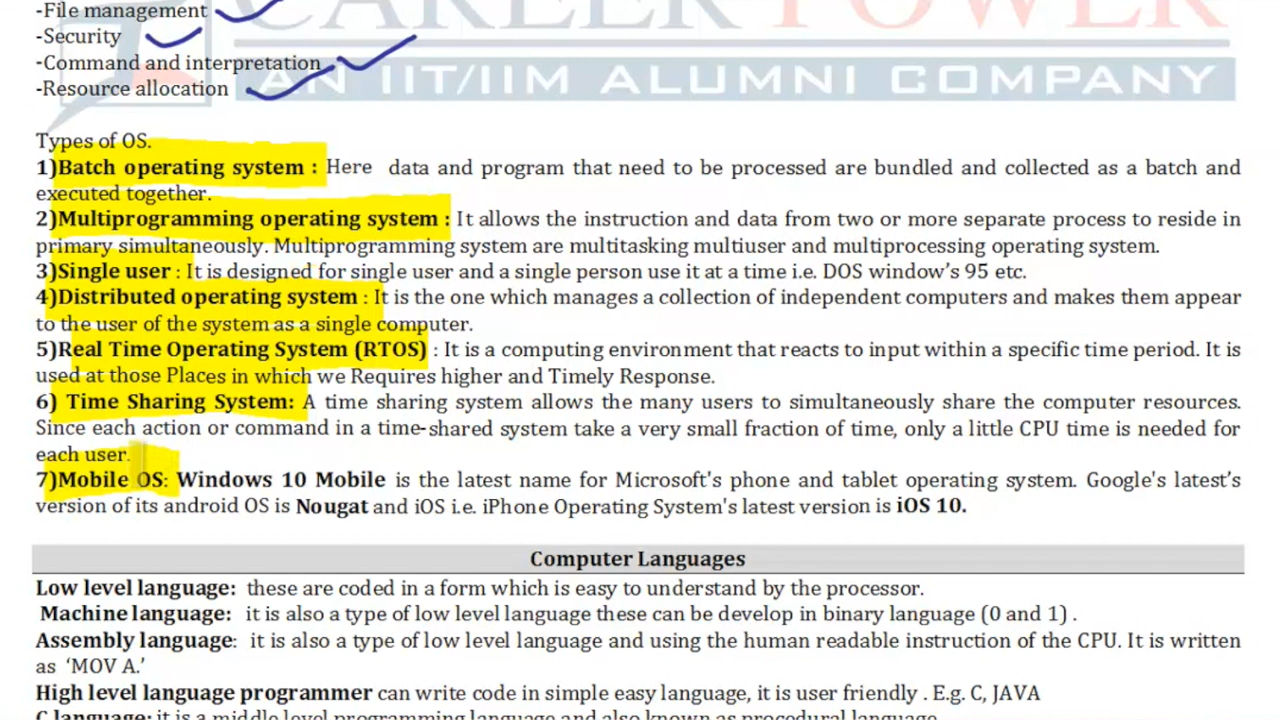 -File management
CAREER POWER
-Security
-Command and interpretation
AN IIT/IIM ALUMNI COMPANY
-Resource allocation
Types of OS.
1)Batch operating system : Here data and program that need to be processed are bundled and collected as a batch and
executed together.
2)Multiprogramming operating system : It allows the instruction and data from two or more separate process to reside in
primary simultaneously. Multiprogramming system are multitasking multiuser and multiprocessing operating system.
3)Single user : It is designed for single user and a single person use it at a time i.e. DOS window's 95 etc.
4)Distributed operating system : It is the one which manages a collection of independent computers and makes them appear
to the user of the system as a single computer.
5)Real Time Operating System (RTOS) : It is a computing environment that reacts to input within a specific time period. It is
used at those Places in which we Requires higher and Timely Response.
6) Time Sharing System: A time sharing system allows the many users to simultaneously share the computer resources.
Since each action or command in a time-shared system take a very small fraction of time, only a little CPU time is needed for
each user.
7)Mobile OS: Windows 10 Mobile is the latest name for Microsoft's phone and tablet operating system. Google's latest's
version of its android OS is Nougat and iOS i.e. iPhone Operating System's latest version is iOS 10.
Computer Languages
Low level language: these are coded in a form which is easy to understand by the processor.
Machine language: it is also a type of low level language these can be develop in binary language (0 and 1) .
Assembly language: it is also a type of low level language and using the human readable instruction of the CPU. It is written
as 'MOV A.'
High level language programmer can write code in simple easy language, it is user friendly . E.g. C, JAVA
C language: it is a middle level programming language and also known as procedural language